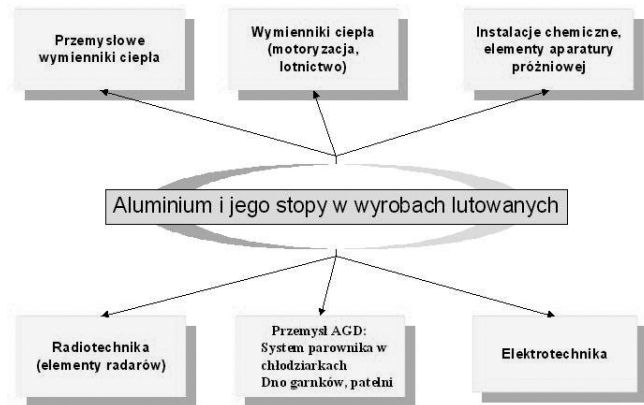 Przemysłowe
wymienniki ciepła
Wymienniki ciepła
(motoryzacja,
lotnictwo)
Instalacje chemiczne,
elementy aparatury
próżniowej
Aluminium i jego stopy w wyrobach lutowanych
Radiotechnika
(elementy radarów)
Przemysł AGD:
System parownika w
chłodziarkach
Dno garnków, patelni
Elektrotechnika